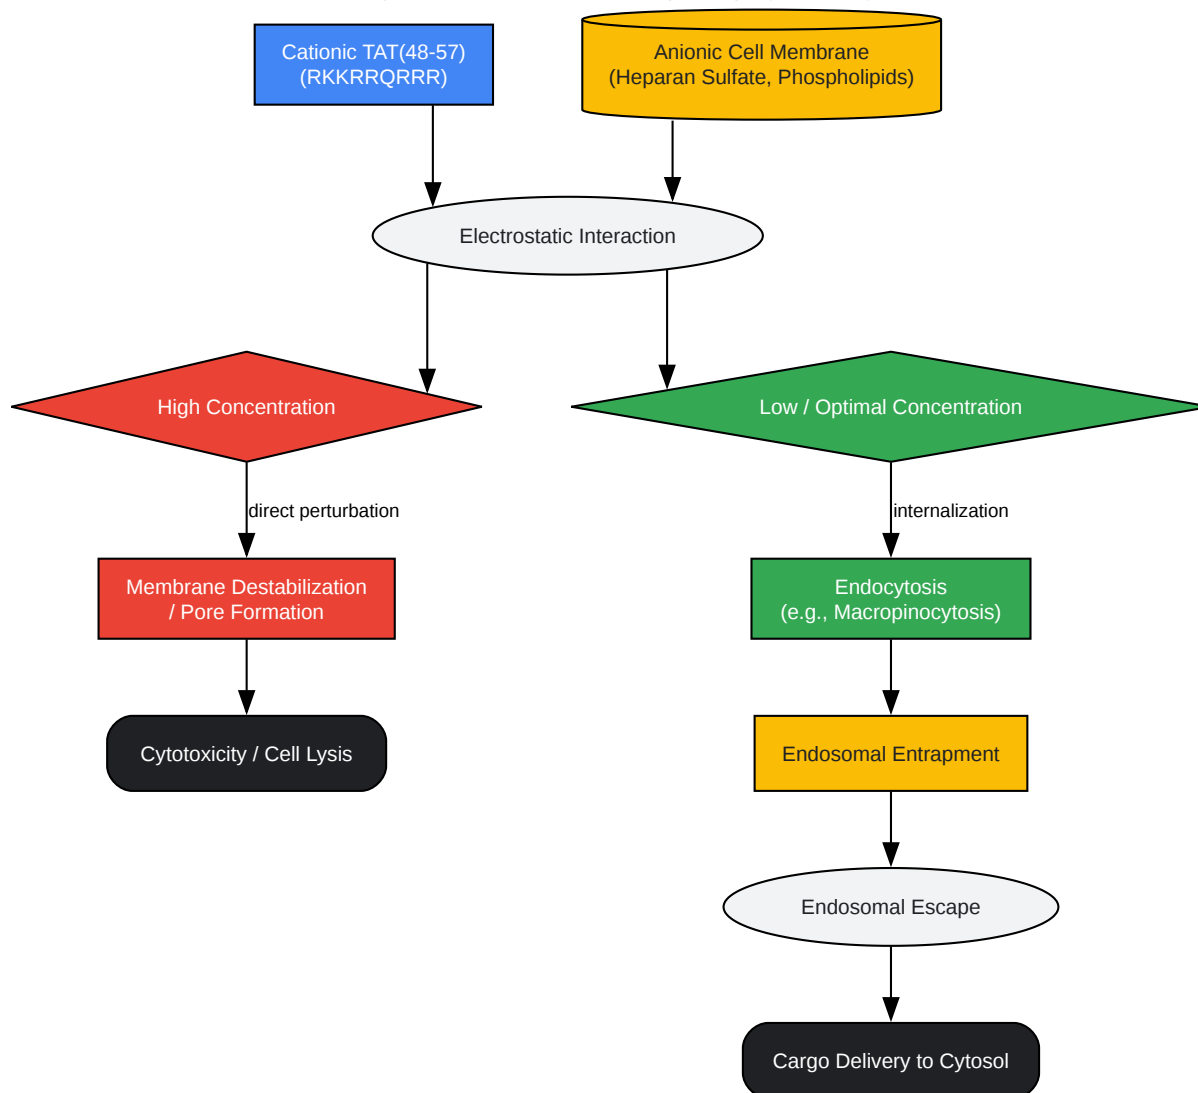 Cationic TAT(48-57)
(RKKRRQRRR)
Anionic Cell Membrane
(Heparan Sulfate, Phospholipids)
Electrostatic Interaction
High Concentration
Low / Optimal Concentration
direct perturbation
internalization
Membrane Destabilization
/ Pore Formation
Endocytosis
(e.g., Macropinocytosis)
Cytotoxicity / Cell Lysis
Endosomal Entrapment
Endosomal Escape
Cargo Delivery to Cytosol